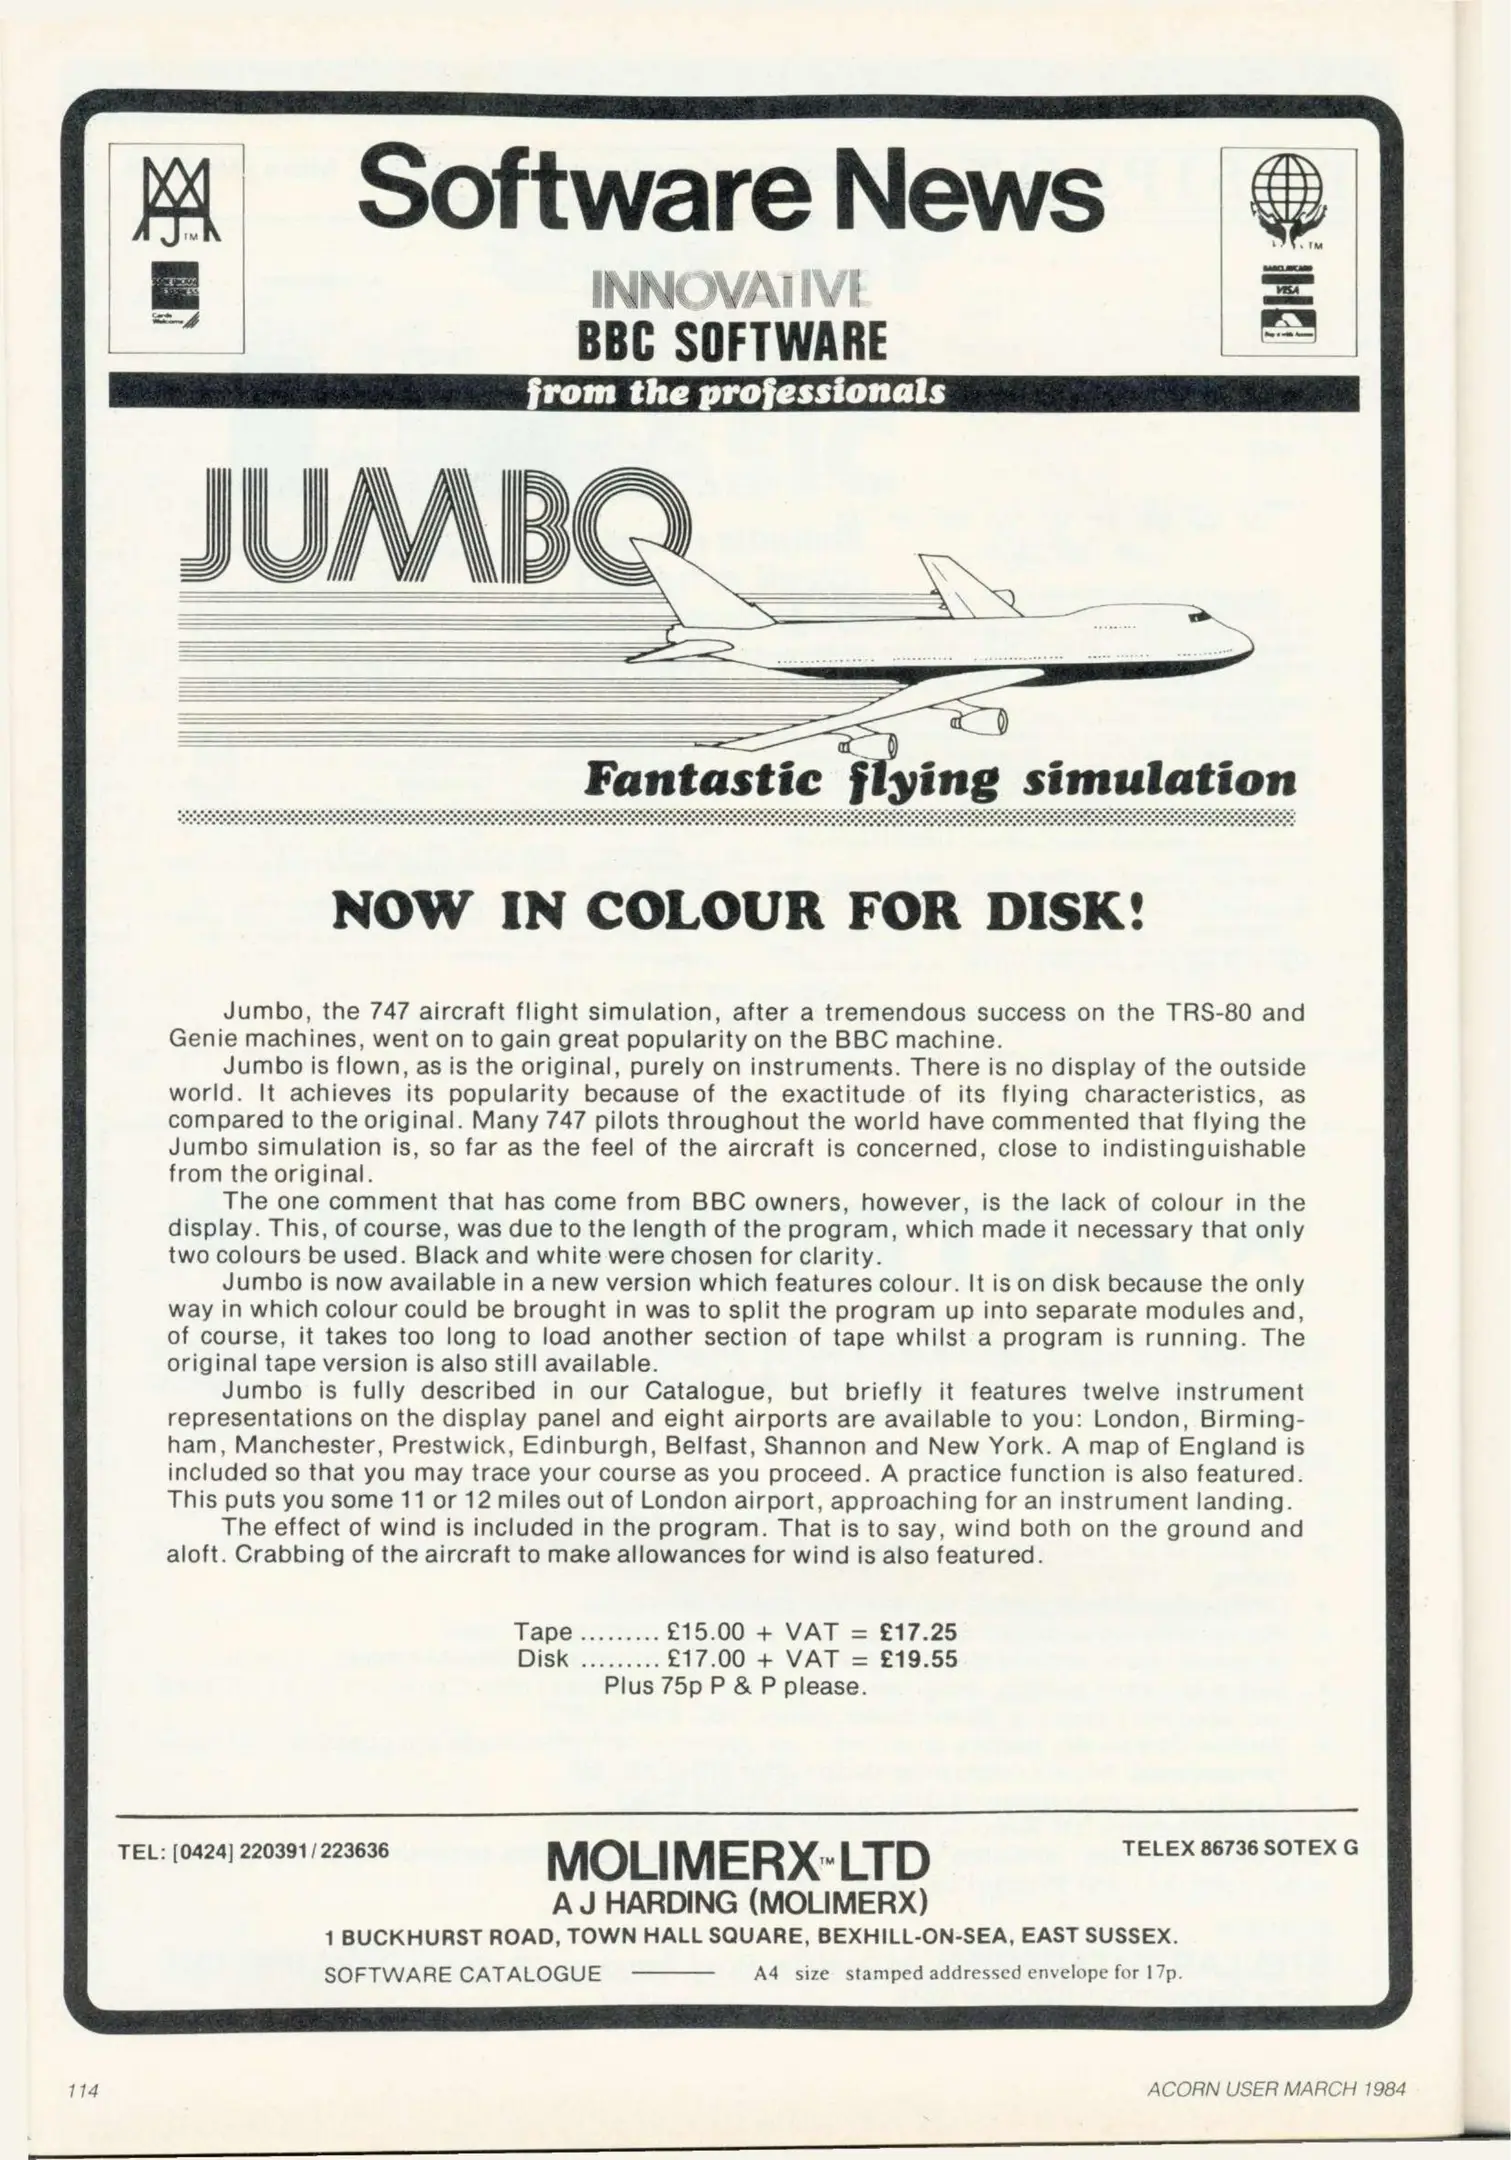 Software News
TM
TM
AMERICAN
EXPRESS
Cards
Welcome
BARCLAYCARD
VISA
INNOVATIVE
BBC SOFTWARE
from the professionals
JUMBO
Fantastic flying simulation
NOW IN COLOUR FOR DISK!
Jumbo, the 747 aircraft flight simulation, after a tremendous success on the TRS-80 and
Genie machines, went on to gain great popularity on the BBC machine.
Jumbo is flown, as is the original, purely on instruments. There is no display of the outside
world. It achieves its popularity because of the exactitude of its flying characteristics, as
compared to the original. Many 747 pilots throughout the world have commented that flying the
Jumbo simulation is, so far as the feel of the aircraft is concerned, close to indistinguishable
from the original.
The one comment that has come from BBC owners, however, is the lack of colour in the
display. This, of course, was due to the length of the program, which made it necessary that only
two colours be used. Black and white were chosen for clarity.
Jumbo is now available in a new version which features colour. It is on disk because the only
way in which colour could be brought in was to split the program up into separate modules and,
of course, it takes too long to load another section of tape whilst a program is running. The
original tape version is also still available.
Jumbo is fully described in our Catalogue, but briefly it features twelve instrument
representations on the display panel and eight airports are available to you: London, Birming-
ham, Manchester, Prestwick, Edinburgh, Belfast, Shannon and New York. A map of England is
included so that you may trace your course as you proceed. A practice function is also featured.
This puts you some 11 or 12 miles out of London airport, approaching for an instrument landing.
The effect of wind is included in the program. That is to say, wind both on the ground and
aloft. Crabbing of the aircraft to make allowances for wind is also featured.
Tape ......... £15.00 + VAT = £17.25
Disk ......... £17.00 + VAT = £19.55
Plus 75p P & P please.
TEL: [0424] 220391/223636
MOLIMERX™ LTD
TELEX 86736 SOTEX G
A J HARDING (MOLIMERX)
1 BUCKHURST ROAD, TOWN HALL SQUARE, BEXHILL-ON-SEA, EAST SUSSEX.
SOFTWARE CATALOGUE ——— A4 size stamped addressed envelope for 17p.
114
ACORN USER MARCH 1984